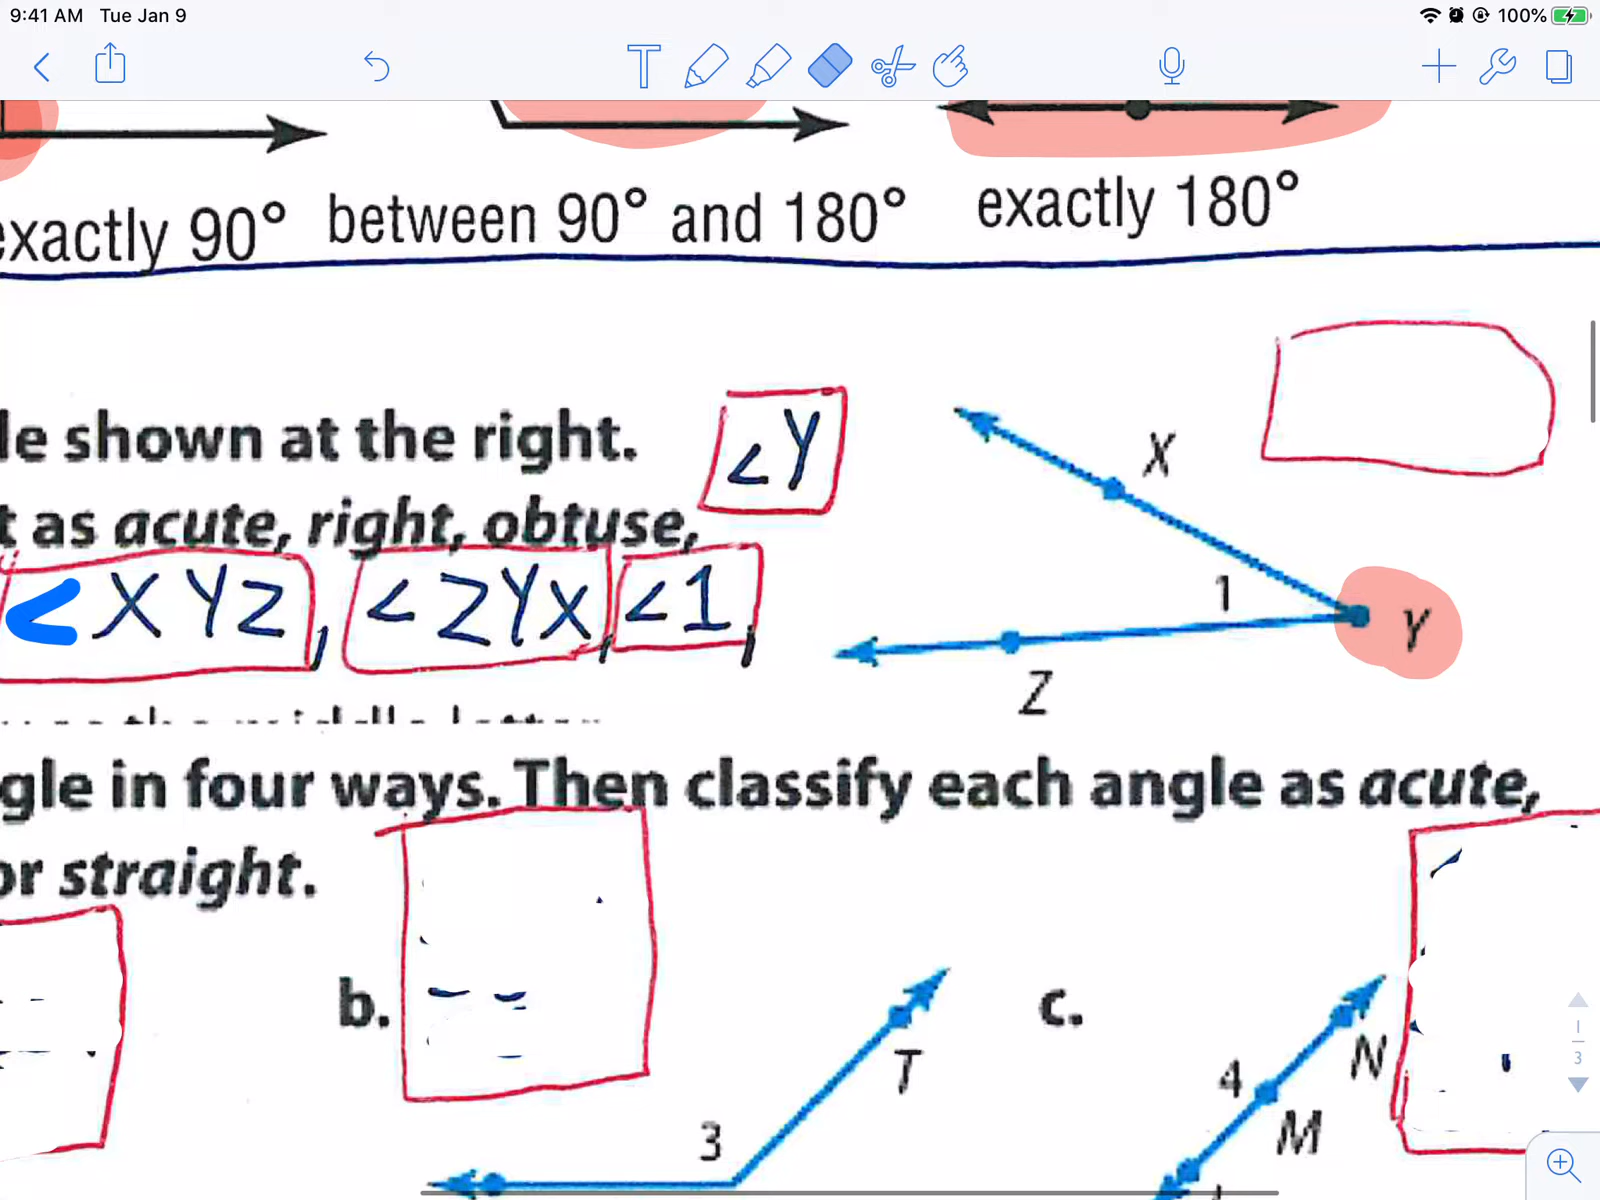 9:41 AM Tue Jan 9 100%
exactly 90° between 90° and 180° exactly 180°
le shown at the right. <Y
t as acute, right, obtuse,
<XYZ, <ZYX, <1,
X
1
Y
Z
gle in four ways. Then classify each angle as acute,
or straight.
b.
T
3
c.
N
4
M
1
3